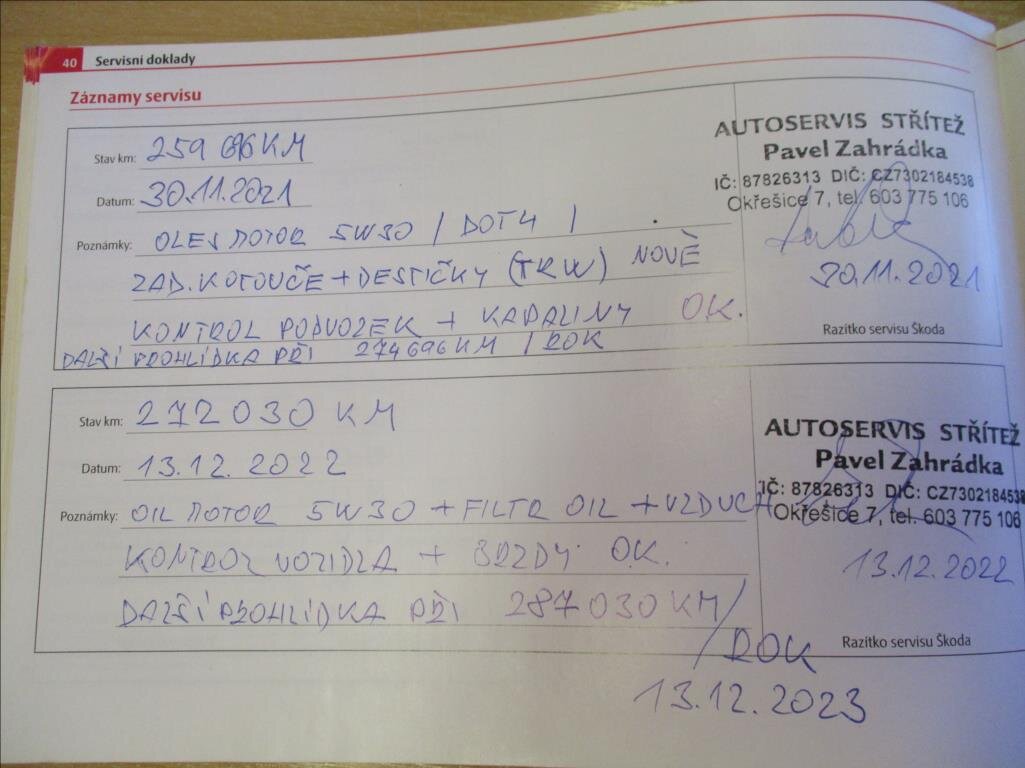 40 Servisní doklady
Záznamy servisu
Stav km: 259 696 KM
Datum: 30.11.2021
Poznámky: OLEJ MOTOR 5W30 / DOT4 /
ZAD. KOTOUČE + DESTIČKY (TRW) NOVĚ
KONTROL PODVOZEK + KAPALINY OK.
DALŠÍ PROHLÍDKA PŘI 274696 KM / ROK
AUTOSERVIS STŘÍTEŽ
Pavel Zahrádka
IČ: 87826313 DIČ: CZ7302184538
Okřešice 7, tel. 603 775 106
30.11.2021
Razítko servisu Škoda
Stav km: 272 030 KM
Datum: 13.12.2022
Poznámky: OIL MOTOR 5W30 + FILTR OIL + VZDUCH
KONTROL VOZIDLA + BRZDY OK.
DALŠÍ PROHLÍDKA PŘI 287 030 KM /
/ ROK
13.12.2023
AUTOSERVIS STŘÍTEŽ
Pavel Zahrádka
IČ: 87826313 DIČ: CZ7302184538
Okřešice 7, tel. 603 775 106
13.12.2022
Razítko servisu Škoda